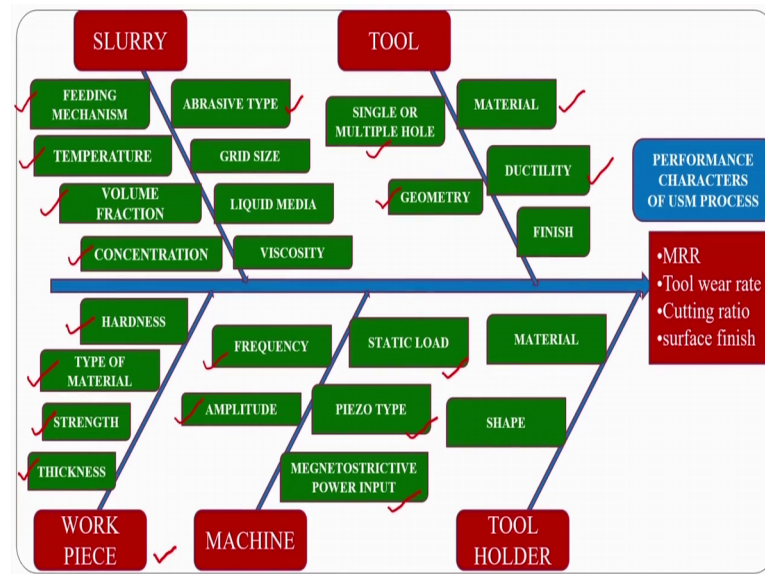 SLURRY
TOOL
FEEDING
MECHANISM
ABRASIVE TYPE
TEMPERATURE
GRID SIZE
VOLUME
FRACTION
LIQUID MEDIA
CONCENTRATION
VISCOSITY
SINGLE OR
MULTIPLE HOLE
MATERIAL
GEOMETRY
DUCTILITY
FINISH
PERFORMANCE
CHARACTERS
OF USM PROCESS
•MRR
•Tool wear rate
•Cutting ratio
•surface finish
HARDNESS
TYPE OF
MATERIAL
STRENGTH
THICKNESS
FREQUENCY
STATIC LOAD
AMPLITUDE
PIEZO TYPE
MEGNETOSTRICTIVE
POWER INPUT
MATERIAL
SHAPE
WORK
PIECE
MACHINE
TOOL
HOLDER